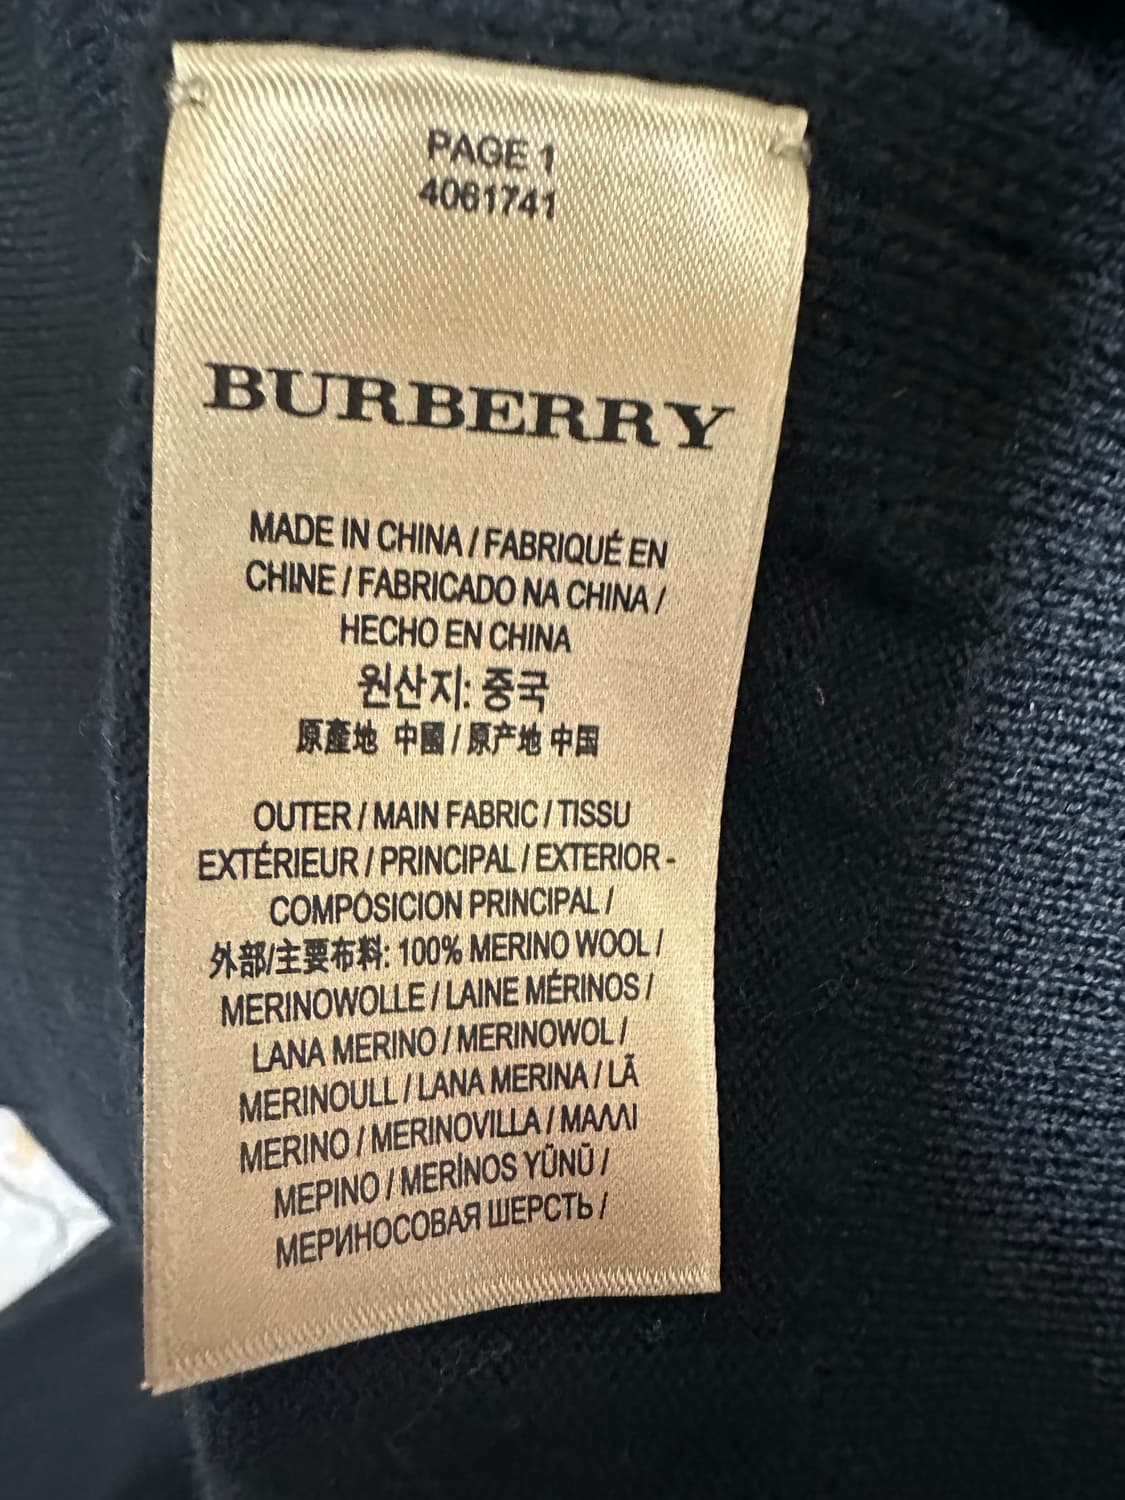 PAGE 1
4061741
BURBERRY
MADE IN CHINA / FABRIQUÉ EN
CHINE / FABRICADO NA CHINA /
HECHO EN CHINA
원산지: 중국
原產地 中國 / 原产地 中国
OUTER / MAIN FABRIC / TISSU
EXTÉRIEUR / PRINCIPAL / EXTERIOR -
COMPOSICION PRINCIPAL /
外部/主要布料: 100% MERINO WOOL /
MERINOWOLLE / LAINE MÉRINOS /
LANA MERINO / MERINOWOL /
MERINOULL / LANA MERINA / LÃ
MERINO / MERINOVILLA / ΜΑΛΛΙ
ΜΕΡΙΝΟ / MERİNOS YÜNÜ /
МЕРИНОСОВАЯ ШЕРСТЬ /